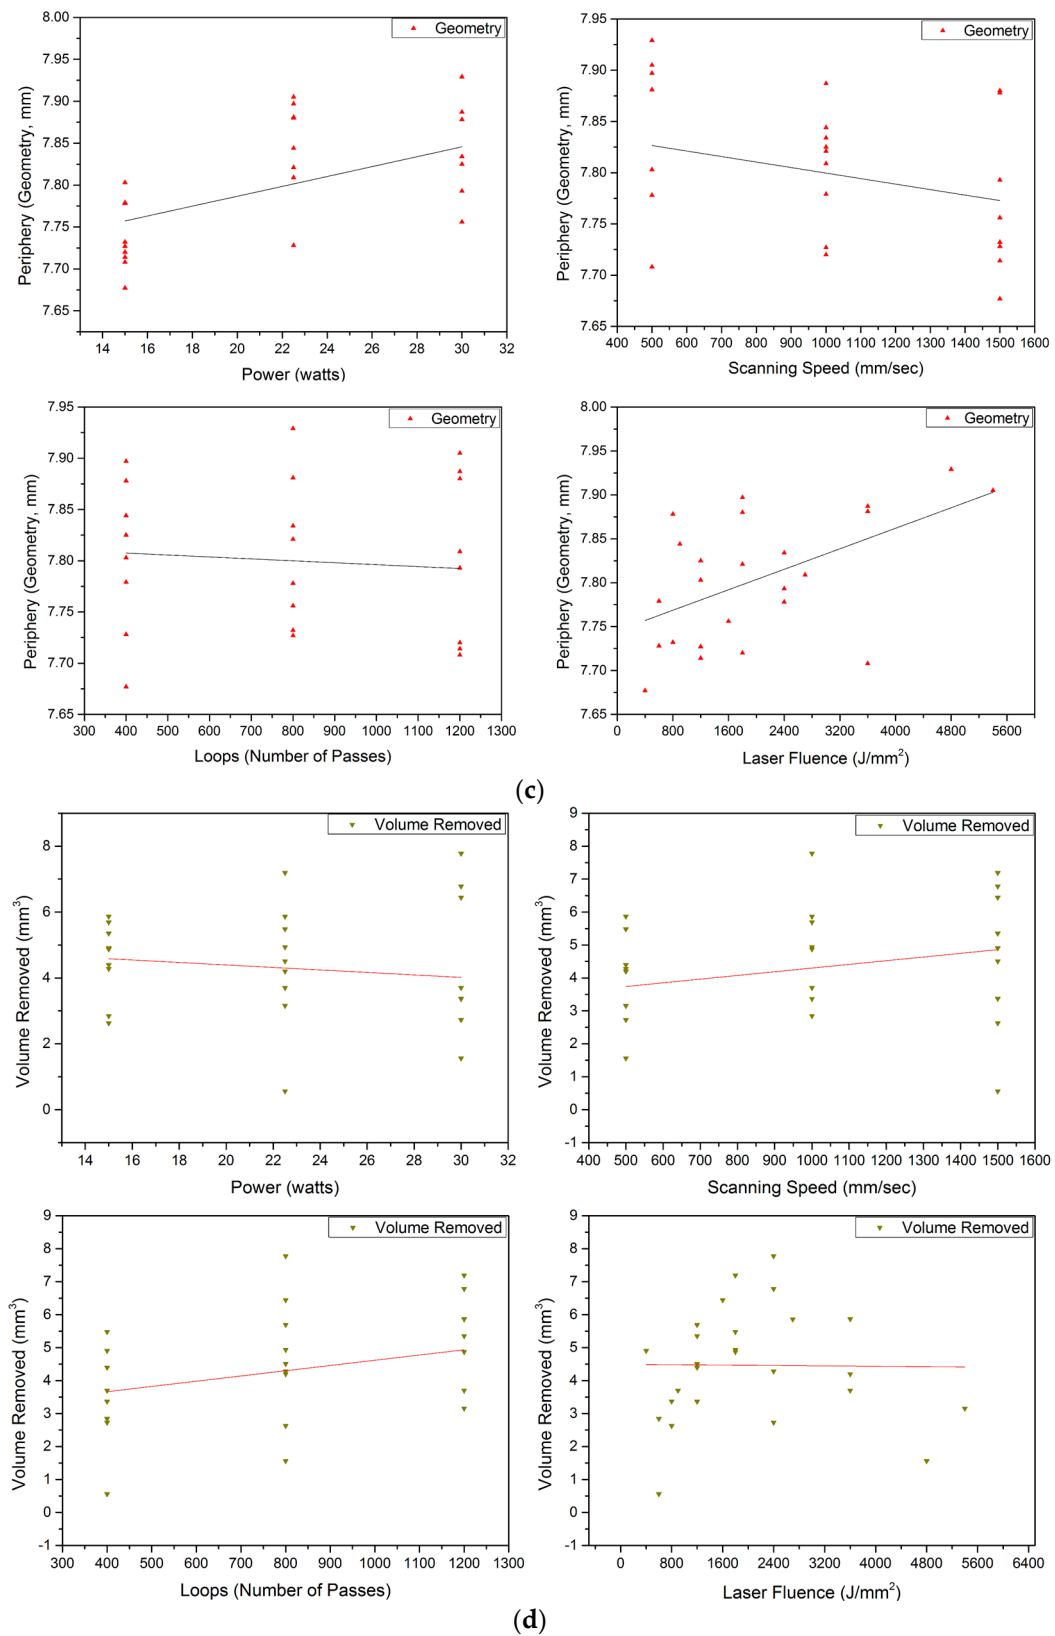 8.00
7.95
7.90
7.85
7.80
7.75
7.70
7.65
Periphery (Geometry, mm)
Geometry
14 16 18 20 22 24 26 28 30 32
Power (watts)
7.95
7.90
7.85
7.80
7.75
7.70
7.65
Periphery (Geometry, mm)
Geometry
400 500 600 700 800 900 1000 1100 1200 1300 1400 1500 1600
Scanning Speed (mm/sec)
7.95
7.90
7.85
7.80
7.75
7.70
7.65
Periphery (Geometry, mm)
Geometry
300 400 500 600 700 800 900 1000 1100 1200 1300
Loops (Number of Passes)
8.00
7.95
7.90
7.85
7.80
7.75
7.70
7.65
Periphery (Geometry, mm)
Geometry
0 800 1600 2400 3200 4000 4800 5600
Laser Fluence (J/mm²)
(c)
8
6
4
2
0
Volume Removed (mm³)
Volume Removed
14 16 18 20 22 24 26 28 30 32
Power (watts)
9
8
7
6
5
4
3
2
1
0
-1
Volume Removed (mm³)
Volume Removed
400 500 600 700 800 900 1000 1100 1200 1300 1400 1500 1600
Scanning Speed (mm/sec)
9
8
7
6
5
4
3
2
1
0
-1
Volume Removed (mm³)
Volume Removed
300 400 500 600 700 800 900 1000 1100 1200 1300
Loops (Number of Passes)
9
8
7
6
5
4
3
2
1
0
-1
Volume Removed (mm³)
Volume Removed
0 800 1600 2400 3200 4000 4800 5600 6400
Laser Fluence (J/mm²)
(d)